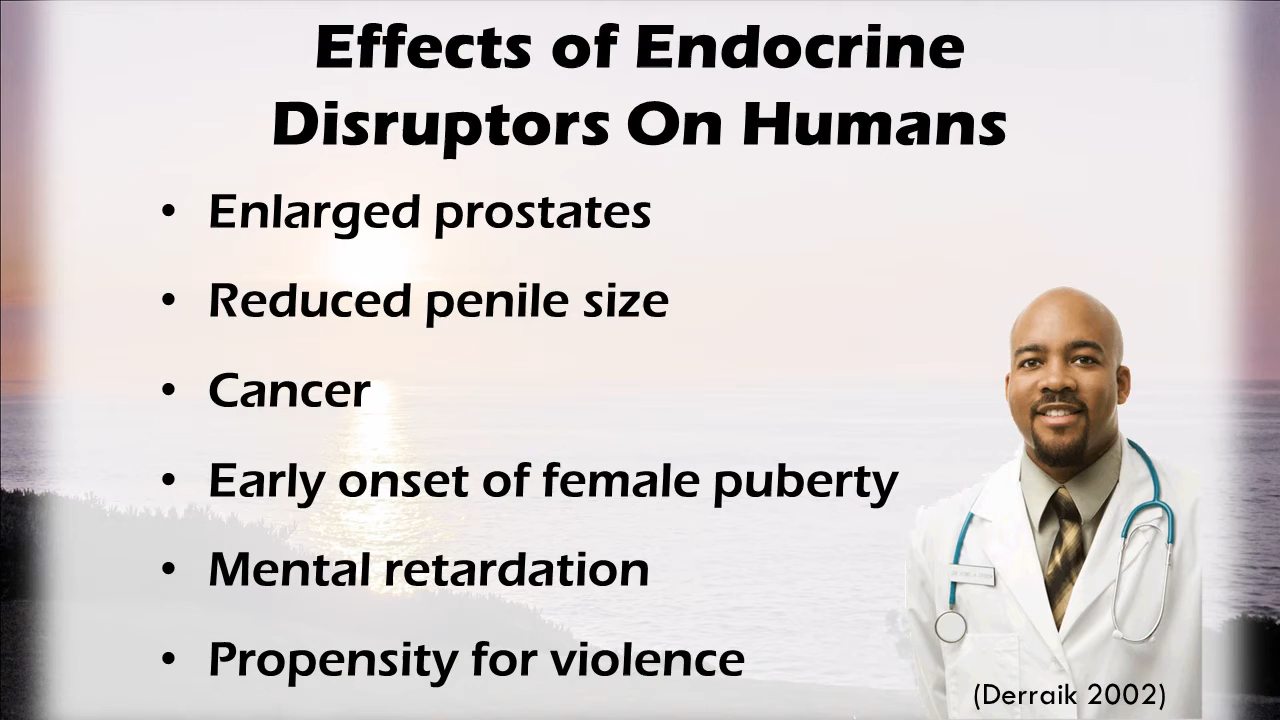 Effects of Endocrine
Disruptors On Humans
• Enlarged prostates
• Reduced penile size
• Cancer
• Early onset of female puberty
• Mental retardation
• Propensity for violence
(Derraik 2002)